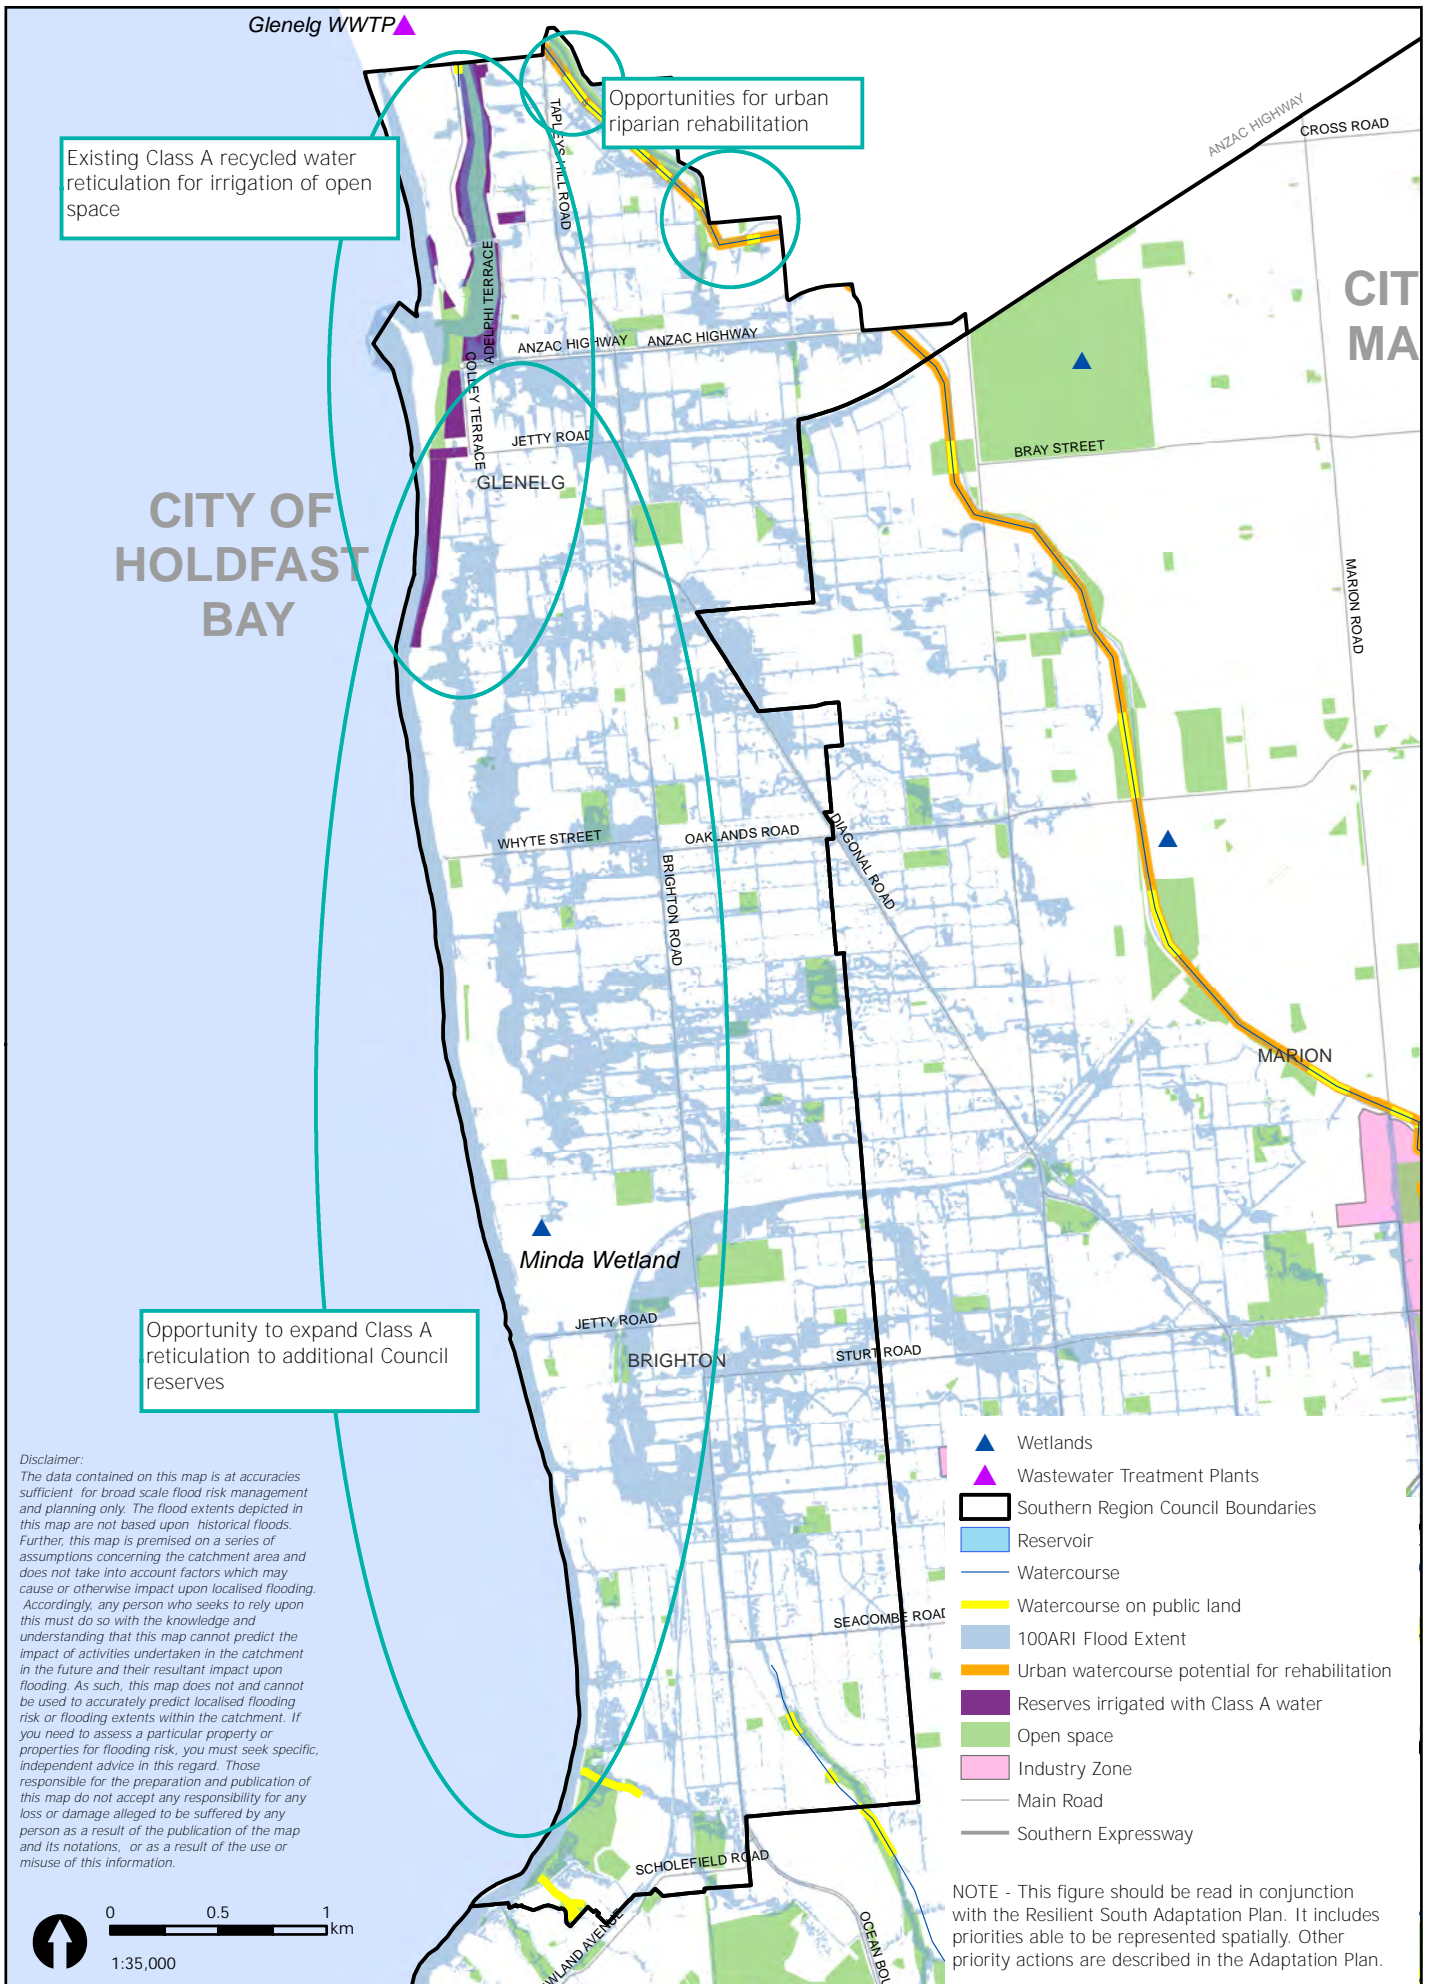 Glenelg WWTP
Opportunities for urban
riparian rehabilitation
Existing Class A recycled water
reticulation for irrigation of open
space
TAPLEYS HILL ROAD
ANZAC HIGHWAY
CROSS ROAD
ADELPHI TERRACE
ANZAC HIGHWAY
ANZAC HIGHWAY
COLLEY TERRACE
JETTY ROAD
GLENELG
BRAY STREET
CIT
MA
CITY OF
HOLDFAST
BAY
MARION ROAD
WHYTE STREET
OAKLANDS ROAD
DIAGONAL ROAD
BRIGHTON ROAD
MARION
Minda Wetland
JETTY ROAD
BRIGHTON
STURT ROAD
Opportunity to expand Class A
reticulation to additional Council
reserves
SEACOMBE ROAD
SCHOLEFIELD ROAD
WLAND AVENUE
OCEAN BOU
Disclaimer:
The data contained on this map is at accuracies
sufficient for broad scale flood risk management
and planning only. The flood extents depicted in
this map are not based upon historical floods.
Further, this map is premised on a series of
assumptions concerning the catchment area and
does not take into account factors which may
cause or otherwise impact upon localised flooding.
Accordingly, any person who seeks to rely upon
this must do so with the knowledge and
understanding that this map cannot predict the
impact of activities undertaken in the catchment
in the future and their resultant impact upon
flooding. As such, this map does not and cannot
be used to accurately predict localised flooding
risk or flooding extents within the catchment. If
you need to assess a particular property or
properties for flooding risk, you must seek specific,
independent advice in this regard. Those
responsible for the preparation and publication of
this map do not accept any responsibility for any
loss or damage alleged to be suffered by any
person as a result of the publication of the map
and its notations, or as a result of the use or
misuse of this information.
0 0.5 1
km
1:35,000
Wetlands
Wastewater Treatment Plants
Southern Region Council Boundaries
Reservoir
Watercourse
Watercourse on public land
100ARI Flood Extent
Urban watercourse potential for rehabilitation
Reserves irrigated with Class A water
Open space
Industry Zone
Main Road
Southern Expressway
NOTE - This figure should be read in conjunction
with the Resilient South Adaptation Plan. It includes
priorities able to be represented spatially. Other
priority actions are described in the Adaptation Plan.